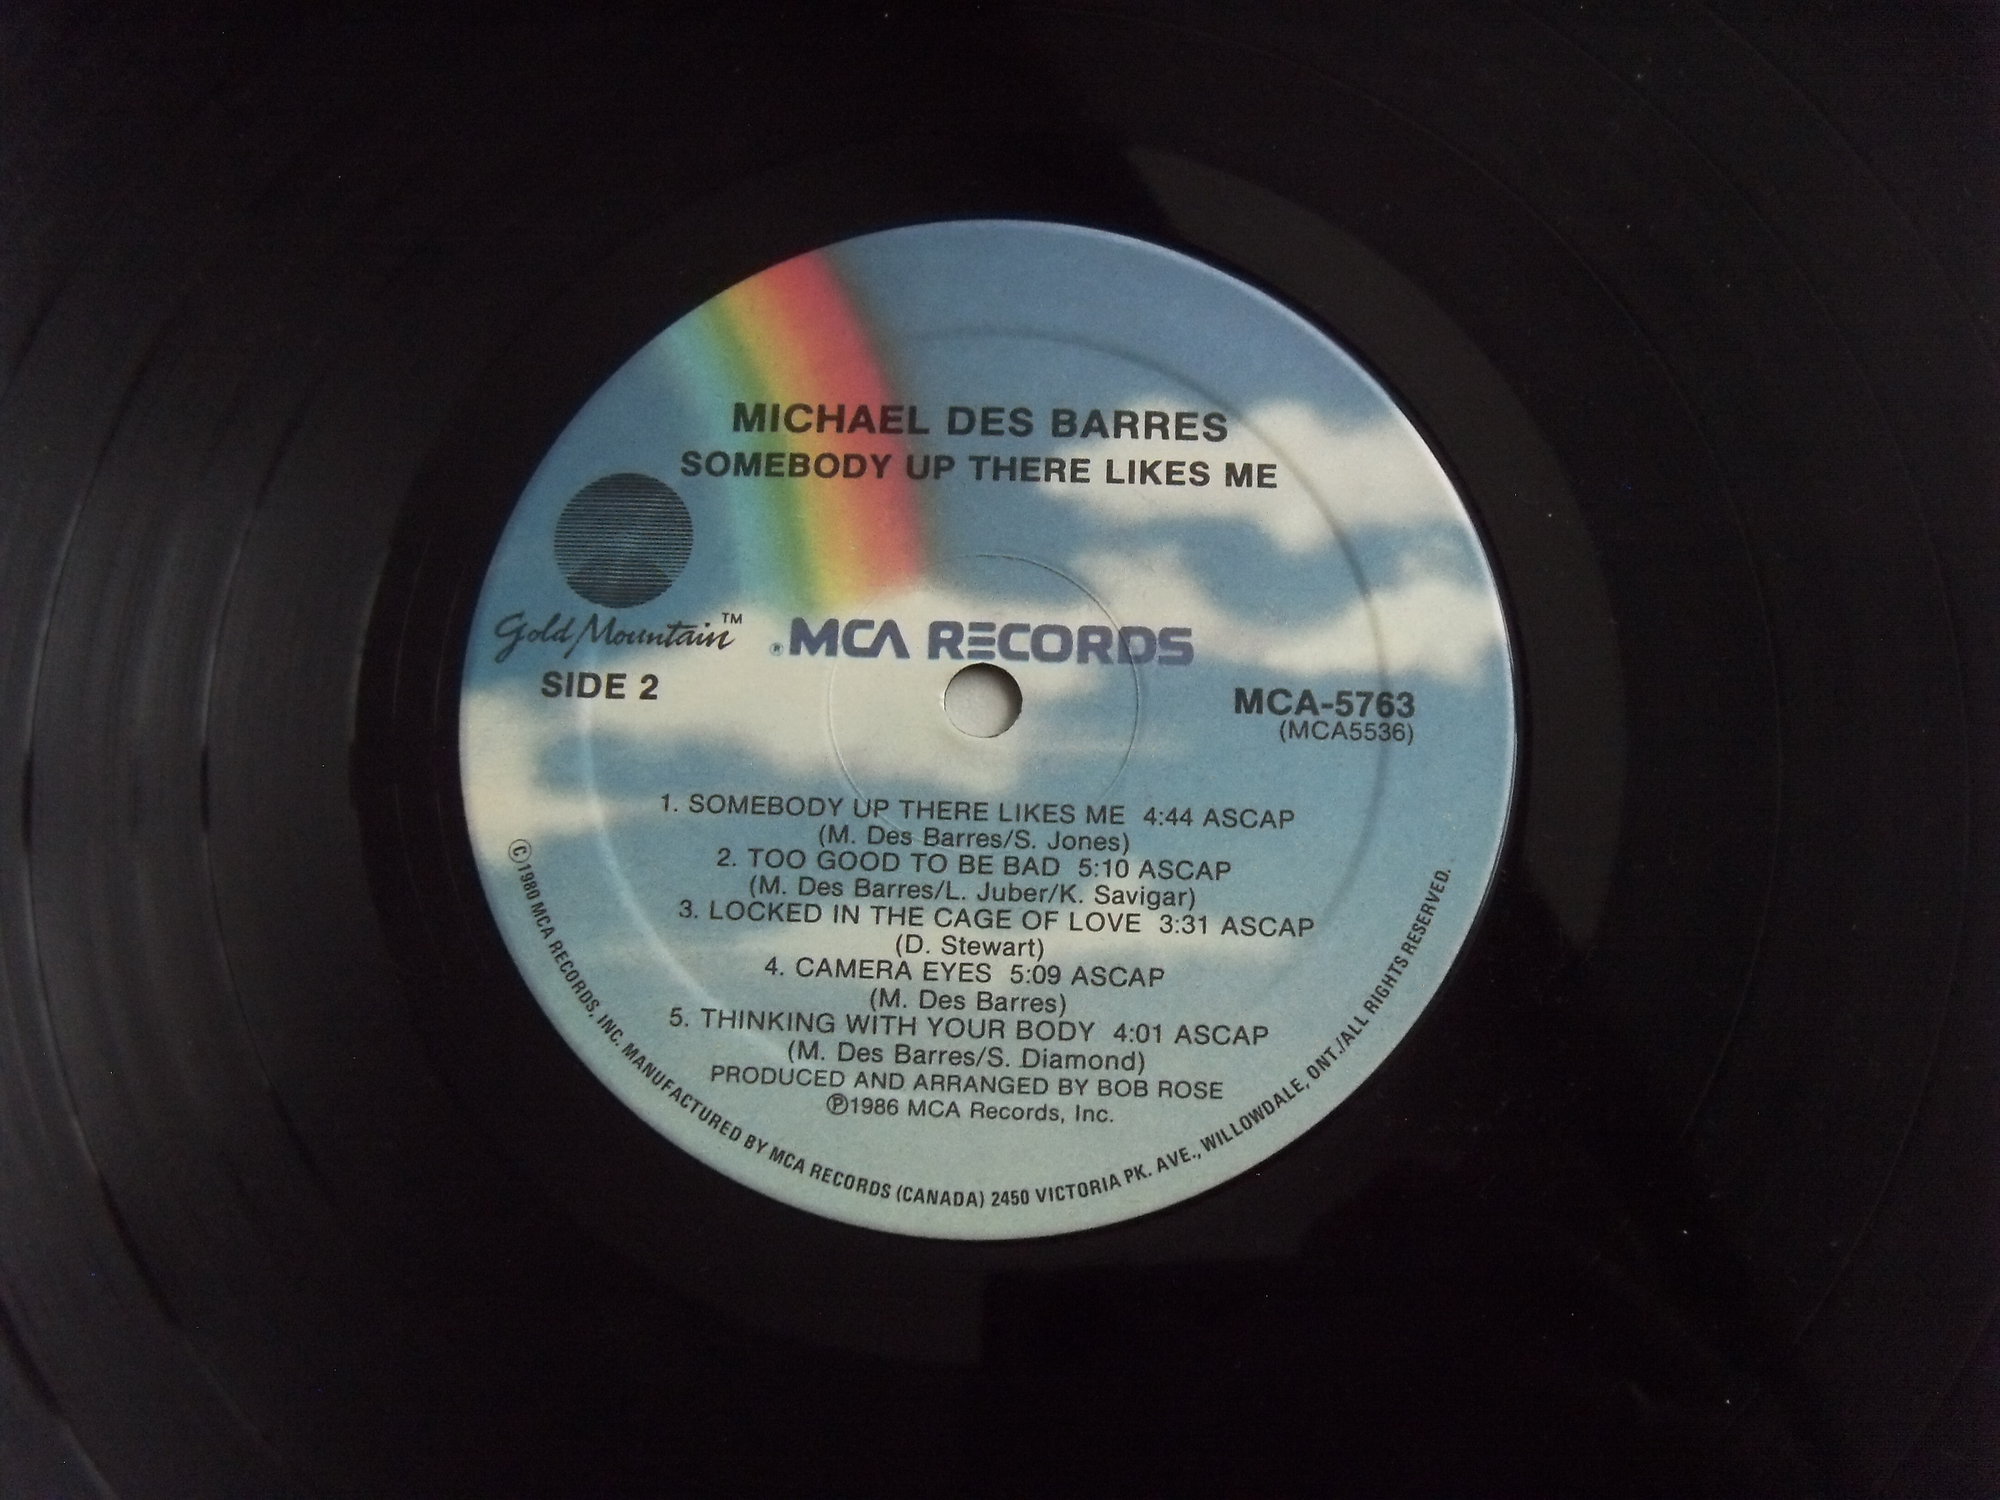 MICHAEL DES BARRES
SOMEBODY UP THERE LIKES ME
Gold Mountain™
®MCA RECORDS
SIDE 2
MCA-5763
(MCA5536)
1. SOMEBODY UP THERE LIKES ME 4:44 ASCAP
(M. Des Barres/S. Jones)
2. TOO GOOD TO BE BAD 5:10 ASCAP
(M. Des Barres/L. Juber/K. Savigar)
3. LOCKED IN THE CAGE OF LOVE 3:31 ASCAP
(D. Stewart)
4. CAMERA EYES 5:09 ASCAP
(M. Des Barres)
5. THINKING WITH YOUR BODY 4:01 ASCAP
(M. Des Barres/S. Diamond)
PRODUCED AND ARRANGED BY BOB ROSE
℗1986 MCA Records, Inc.
©1980 MCA RECORDS, INC. MANUFACTURED BY MCA RECORDS (CANADA) 2450 VICTORIA PK. AVE., WILLOWDALE, ONT./ALL RIGHTS RESERVED.